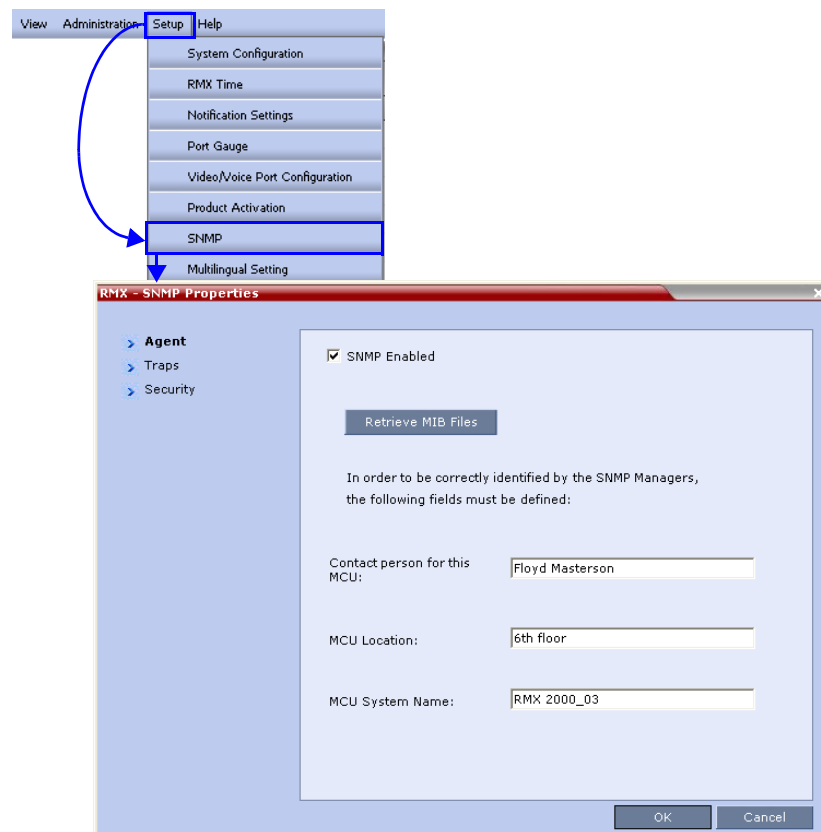 View Administration Setup Help
System Configuration
RMX Time
Notification Settings
Port Gauge
Video/Voice Port Configuration
Product Activation
SNMP
Multilingual Setting
RMX - SNMP Properties
Agent
Traps
Security
SNMP Enabled
Retrieve MIB Files
In order to be correctly identified by the SNMP Managers,
the following fields must be defined:
Contact person for this
MCU:
Floyd Masterson
MCU Location:
6th floor
MCU System Name:
RMX 2000_03
OK Cancel